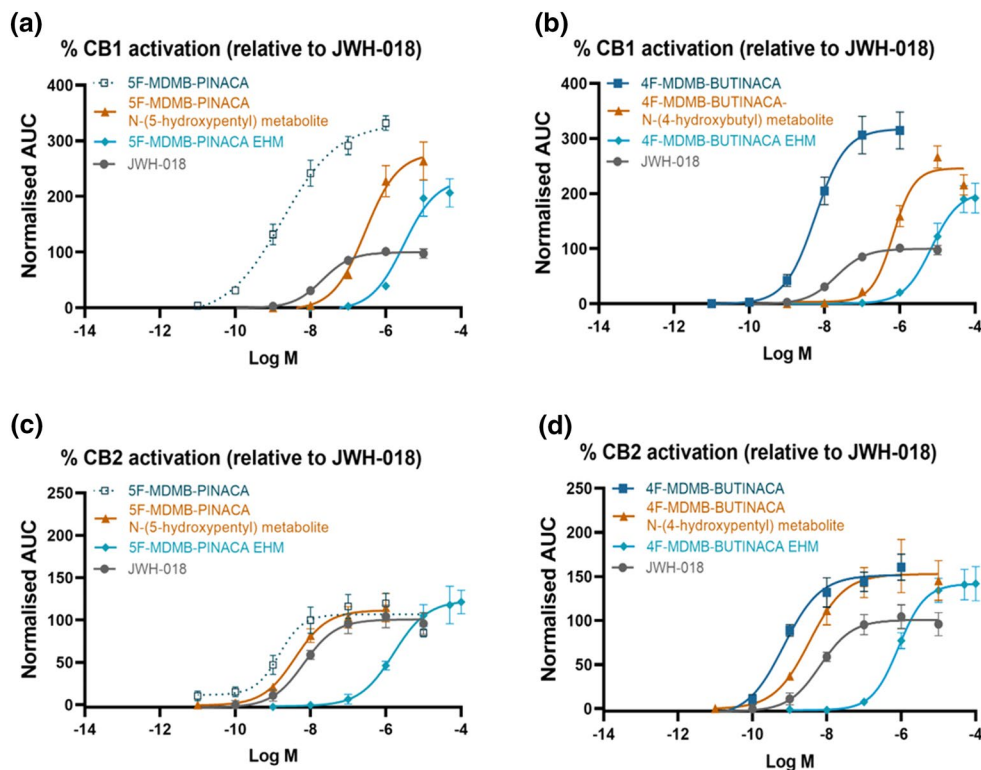 (a)
% CB1 activation (relative to JWH-018)
5F-MDMB-PINACA
5F-MDMB-PINACA
N-(5-hydroxypentyl) metabolite
5F-MDMB-PINACA EHM
JWH-018
Normalised AUC
400
300
200
100
0
-14
-12
-10
-8
-6
-4
Log M
(b)
% CB1 activation (relative to JWH-018)
4F-MDMB-BUTINACA
4F-MDMB-BUTINACA-
N-(4-hydroxybutyl) metabolite
4F-MDMB-BUTINACA EHM
JWH-018
Normalised AUC
400
300
200
100
0
-14
-12
-10
-8
-6
-4
Log M
(c)
% CB2 activation (relative to JWH-018)
5F-MDMB-PINACA
5F-MDMB-PINACA
N-(5-hydroxypentyl) metabolite
5F-MDMB-PINACA EHM
JWH-018
Normalised AUC
250
200
150
100
50
0
-14
-12
-10
-8
-6
-4
Log M
(d)
% CB2 activation (relative to JWH-018)
4F-MDMB-BUTINACA
4F-MDMB-BUTINACA
N-(4-hydroxypentyl) metabolite
4F-MDMB-BUTINACA EHM
JWH-018
Normalised AUC
250
200
150
100
50
0
-14
-12
-10
-8
-6
-4
Log M